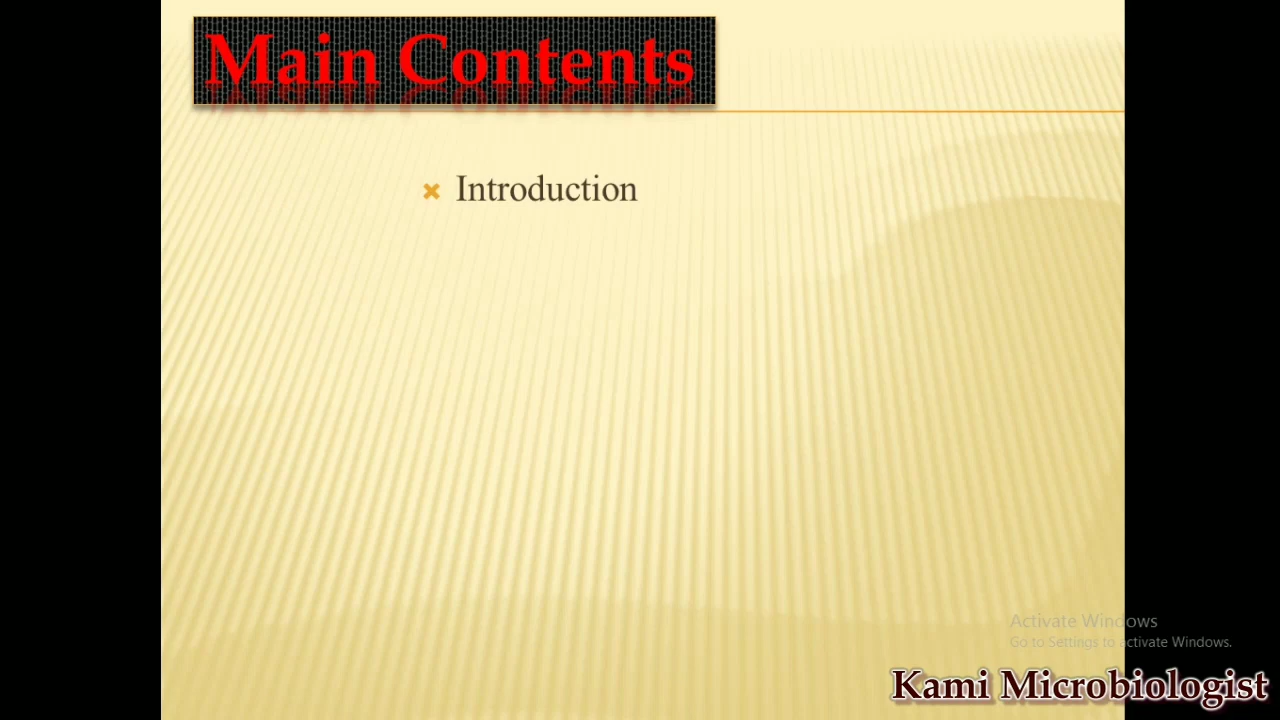 Main Contents
Introduction
Activate Windows
Go to Settings to activate Windows.
Kami Microbiologist